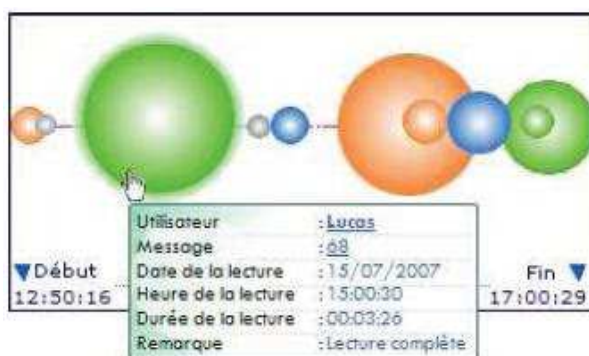 Utilisateur : Lucas
Message : 68
Date de la lecture : 15/07/2007
Heure de la lecture : 15:00:30
Durée de la lecture : 00:03:26
Remarque : Lecture complète
Début
12:50:16
Fin
17:00:29